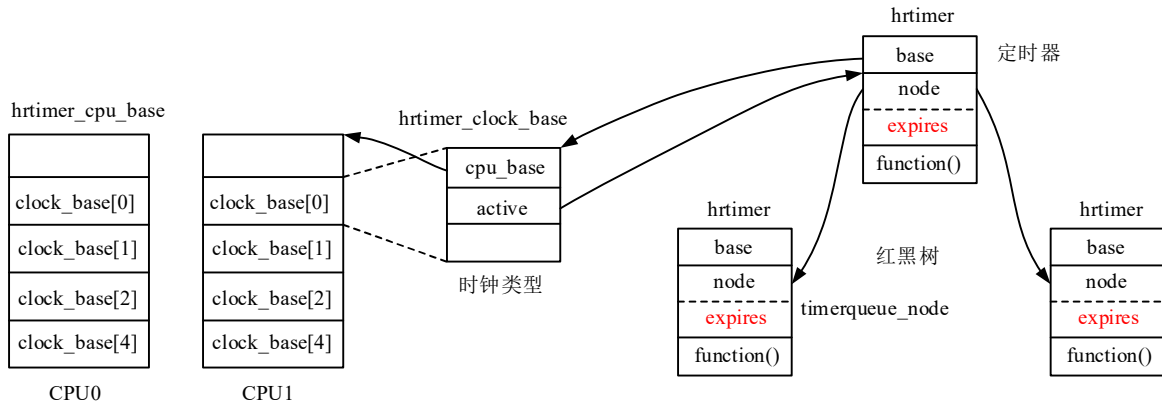 hrtimer_cpu_base
clock_base[0]
clock_base[1]
clock_base[2]
clock_base[4]
CPU0
clock_base[0]
clock_base[1]
clock_base[2]
clock_base[4]
CPU1
hrtimer_clock_base
cpu_base
active
时钟类型
hrtimer
base
node
expires
function()
定时器
hrtimer
base
node
expires
function()
红黑树
timerqueue_node
hrtimer
base
node
expires
function()